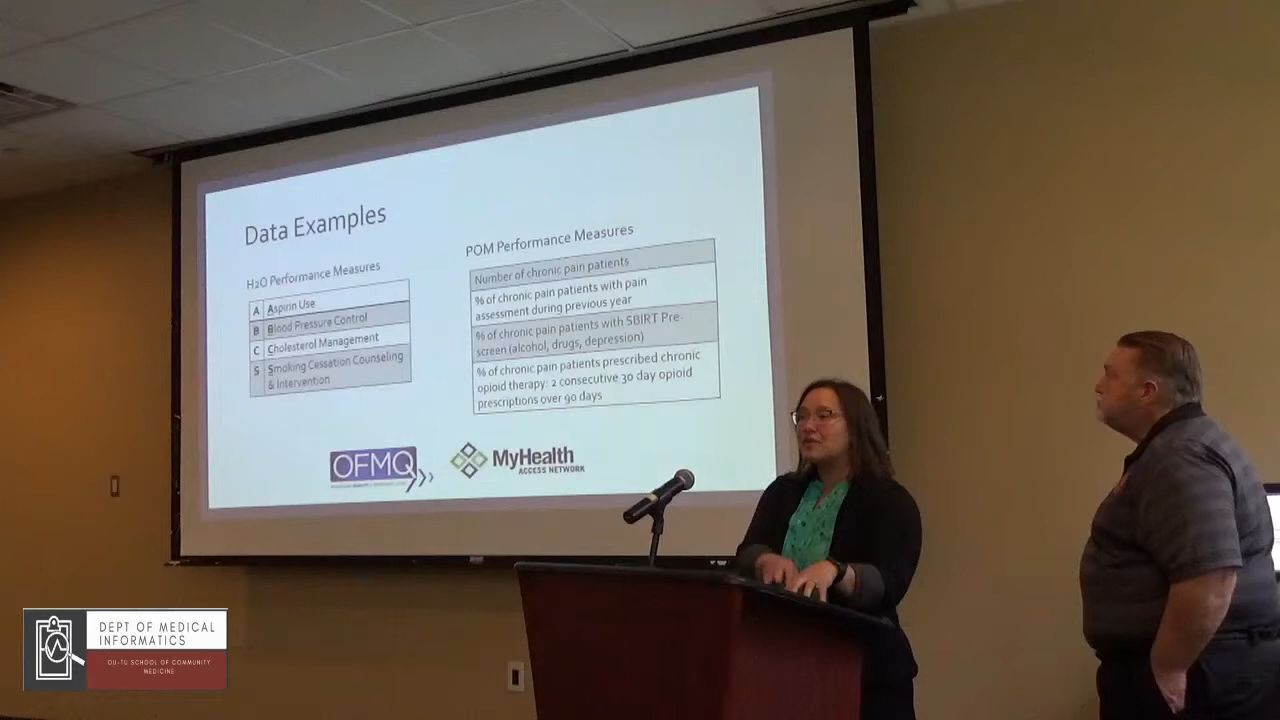 Data Examples
H2O Performance Measures
A Aspirin Use
B Blood Pressure Control
C Cholesterol Management
S Smoking Cessation Counseling
& Intervention
POM Performance Measures
Number of chronic pain patients
% of chronic pain patients with pain
assessment during previous year
% of chronic pain patients with SBIRT Pre-
screen (alcohol, drugs, depression)
% of chronic pain patients prescribed chronic
opioid therapy: 2 consecutive 30 day opioid
prescriptions over 90 days
OFMQ
MyHealth
ACCESS NETWORK
DEPT OF MEDICAL
INFORMATICS
OU-TU SCHOOL OF COMMUNITY
MEDICINE